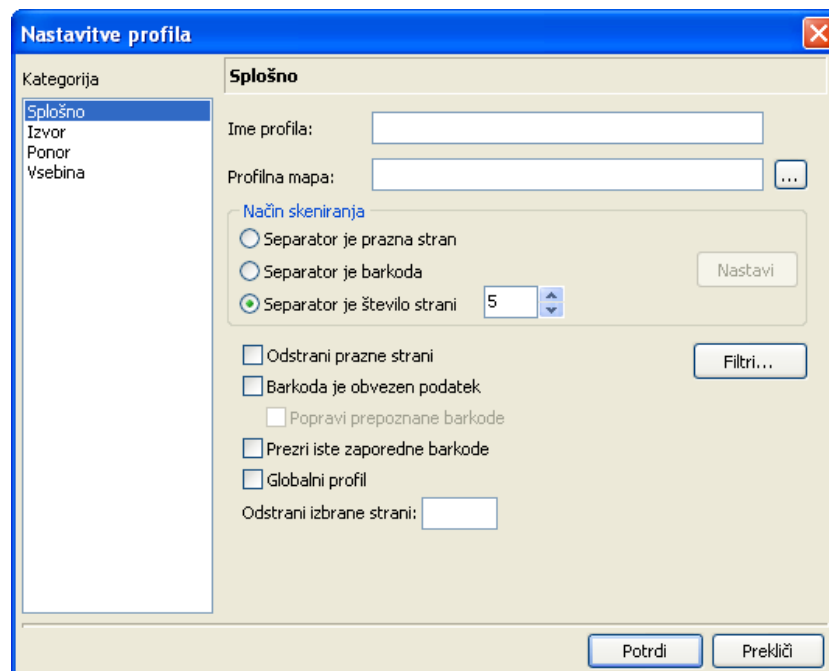 Nastavitve profila
Kategorija
Splošno
Izvor
Ponor
Vsebina
Splošno
Ime profila:
Profilna mapa:
...
Način skeniranja
Separator je prazna stran
Separator je barkoda
Nastavi
Separator je število strani 5
Odstrani prazne strani
Filtri...
Barkoda je obvezen podatek
Popravi prepoznane barkode
Prezri iste zaporedne barkode
Globalni profil
Odstrani izbrane strani:
Potrdi
Prekliči